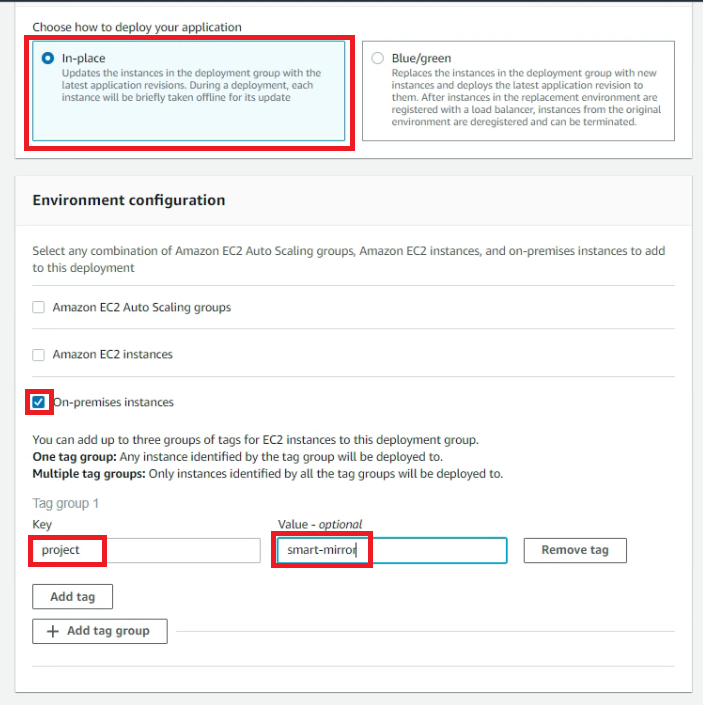 Choose how to deploy your application
In-place
Updates the instances in the deployment group with the
latest application revisions. During a deployment, each
instance will be briefly taken offline for its update
Blue/green
Replaces the instances in the deployment group with new
instances and deploys the latest application revision to
them. After instances in the replacement environment are
registered with a load balancer, instances from the original
environment are deregistered and can be terminated.
Environment configuration
Select any combination of Amazon EC2 Auto Scaling groups, Amazon EC2 instances, and on-premises instances to add
to this deployment
Amazon EC2 Auto Scaling groups
Amazon EC2 instances
On-premises instances
You can add up to three groups of tags for EC2 instances to this deployment group.
One tag group: Any instance identified by the tag group will be deployed to.
Multiple tag groups: Only instances identified by all the tag groups will be deployed to.
Tag group 1
Key
Value - optional
project
smart-mirror
Remove tag
Add tag
+ Add tag group